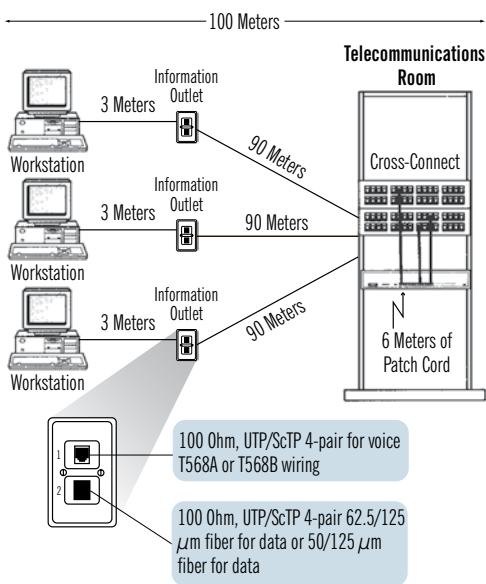 100 Meters
Telecommunications
Room
Information
Outlet
3 Meters
90 Meters
Workstation
Cross-Connect
Information
Outlet
3 Meters
90 Meters
Workstation
Information
Outlet
3 Meters
90 Meters
Workstation
6 Meters of
Patch Cord
1
2
100 Ohm, UTP/ScTP 4-pair for voice
T568A or T568B wiring
100 Ohm, UTP/ScTP 4-pair 62.5/125
μm fiber for data or 50/125 μm
fiber for data